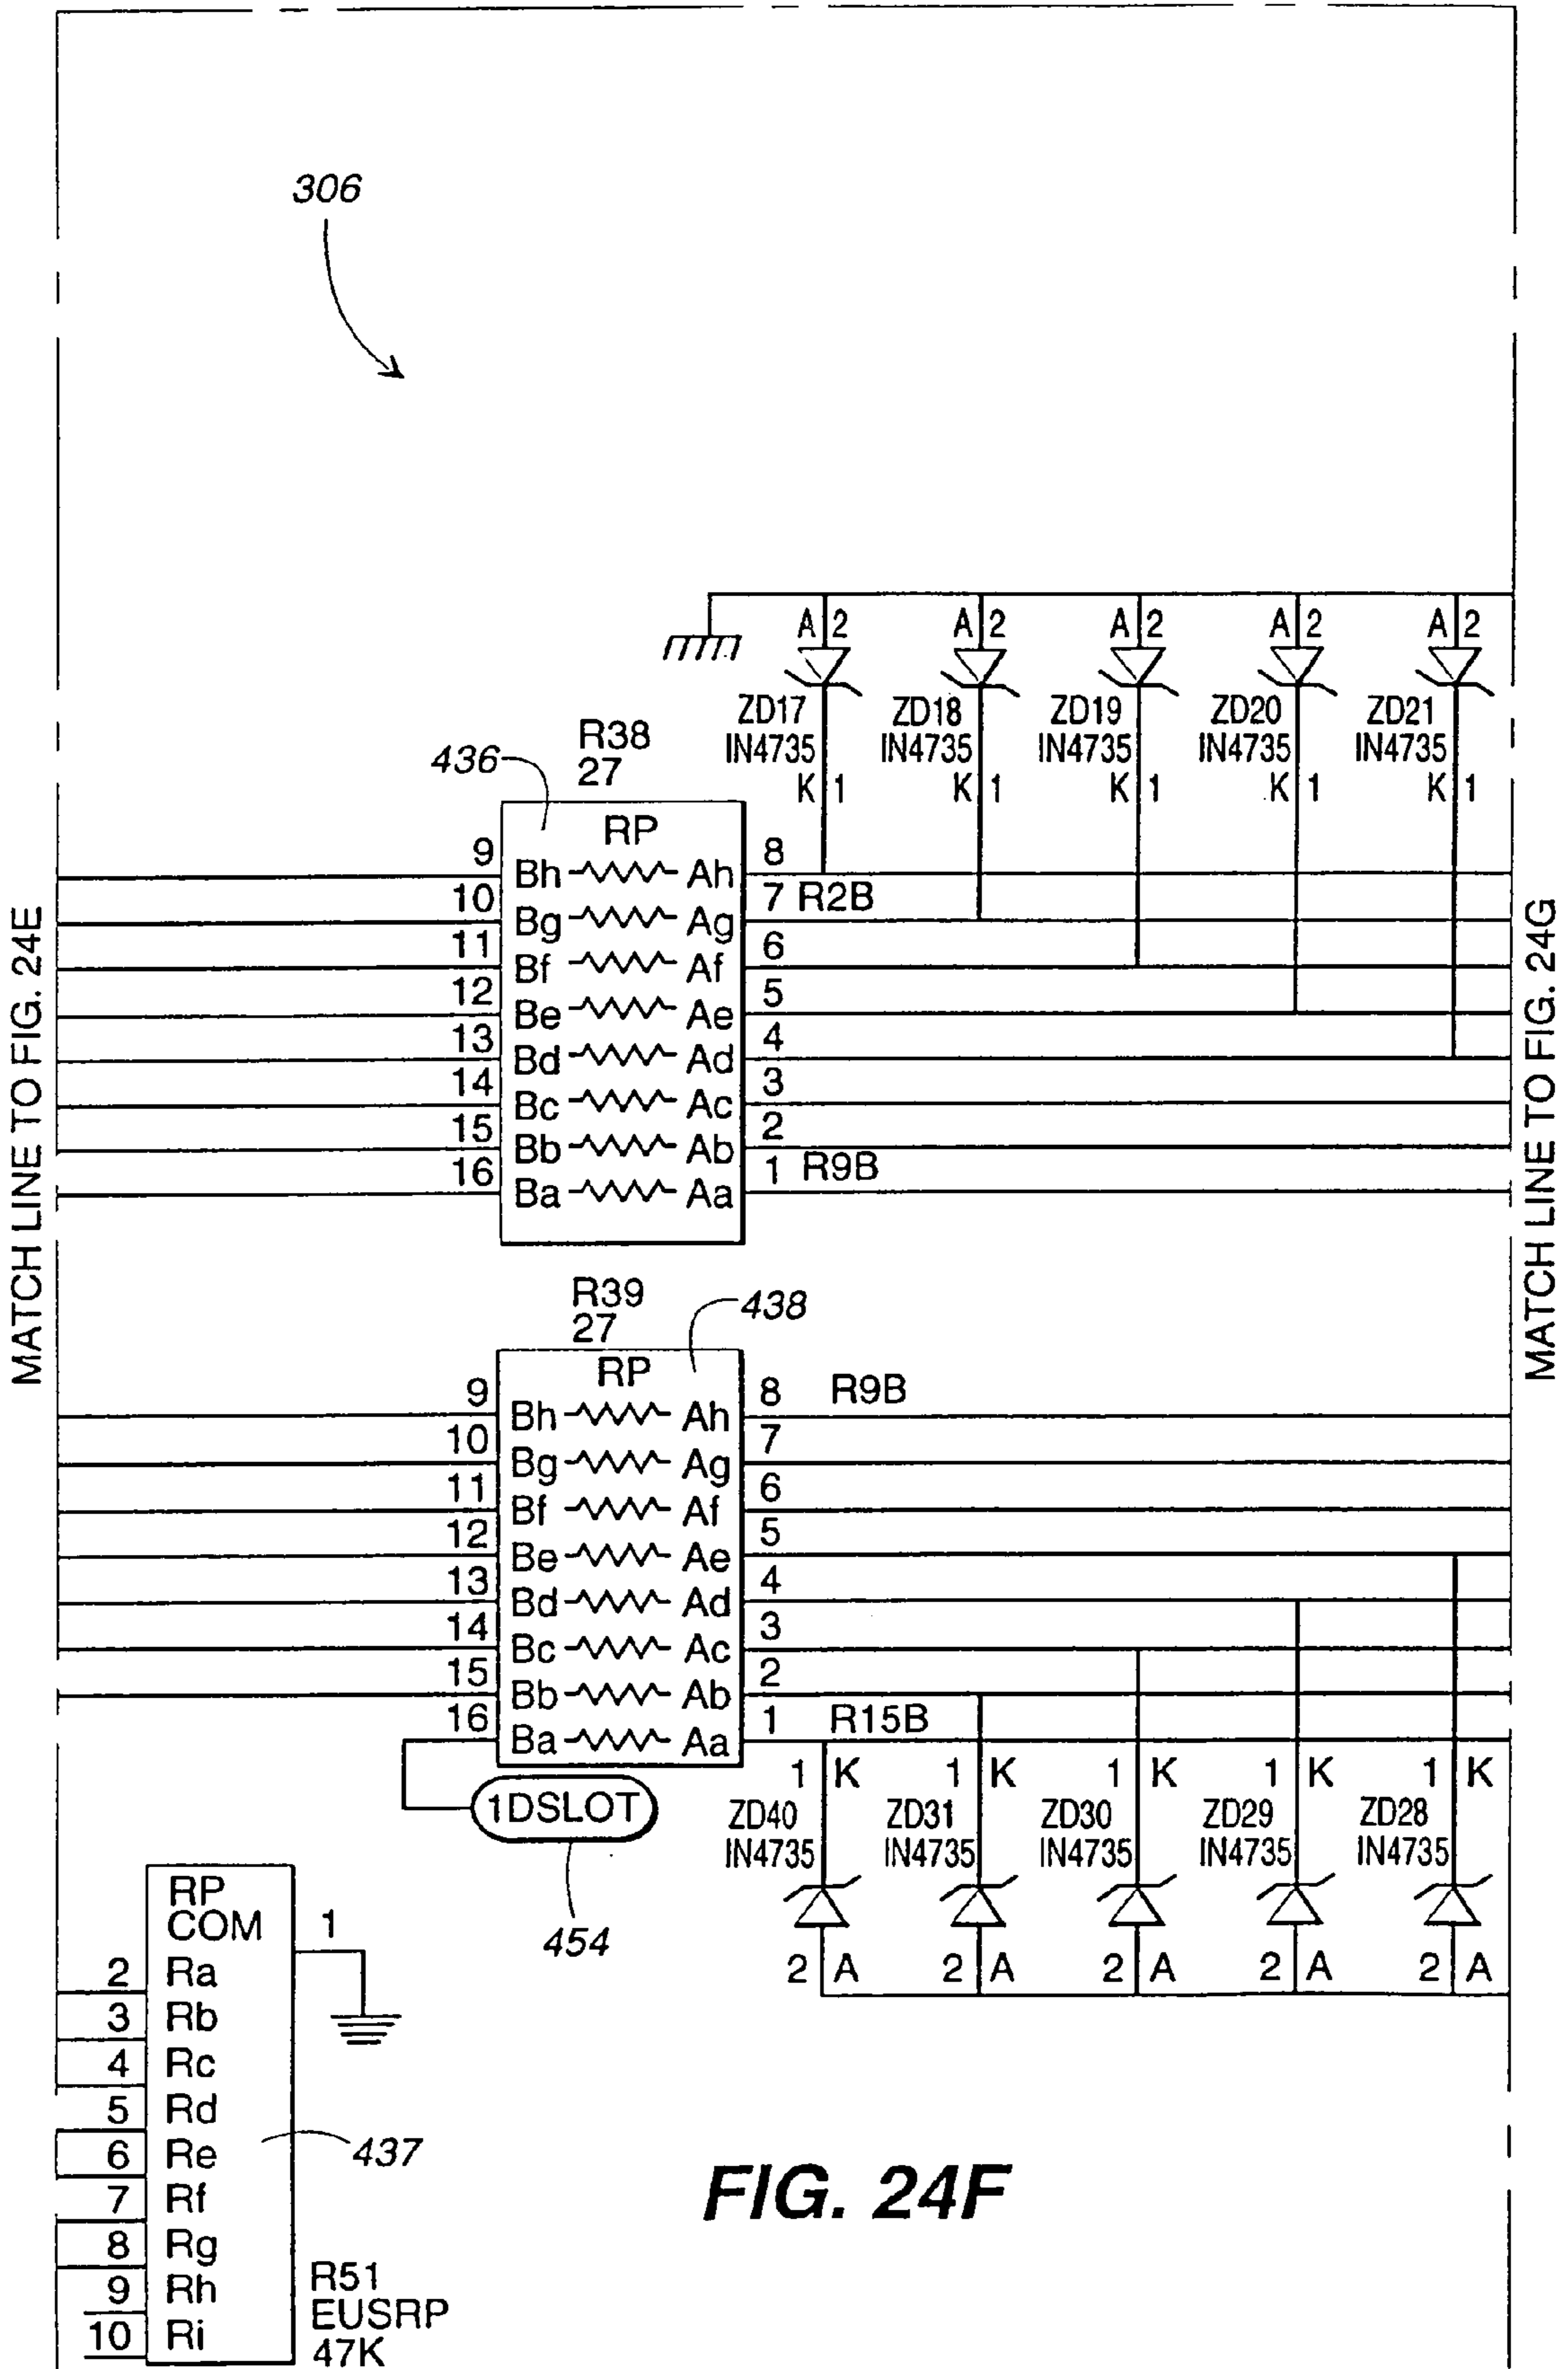 306
A 2 A 2 A 2 A 2 A 2
ZD17 ZD18 ZD19 ZD20 ZD21
IN4735 IN4735 IN4735 IN4735 IN4735
K 1 K 1 K 1 K 1 K 1
R38
27
436
RP
9 Bh Ah 8
10 Bg Ag 7 R2B
11 Bf Af 6
12 Be Ae 5
13 Bd Ad 4
14 Bc Ac 3
15 Bb Ab 2
16 Ba Aa 1 R9B
MATCH LINE TO FIG. 24E
MATCH LINE TO FIG. 24G
R39
27
438
RP
9 Bh Ah 8 R9B
10 Bg Ag 7
11 Bf Af 6
12 Be Ae 5
13 Bd Ad 4
14 Bc Ac 3
15 Bb Ab 2
16 Ba Aa 1 R15B
1 K 1 K 1 K 1 K 1 K
1DSLOT
454
ZD40 ZD31 ZD30 ZD29 ZD28
IN4735 IN4735 IN4735 IN4735 IN4735
2 A 2 A 2 A 2 A 2 A
RP
COM 1
2 Ra
3 Rb
4 Rc
5 Rd
6 Re
7 Rf
8 Rg
9 Rh
10 Ri
437
R51
EUSRP
47K
FIG. 24F